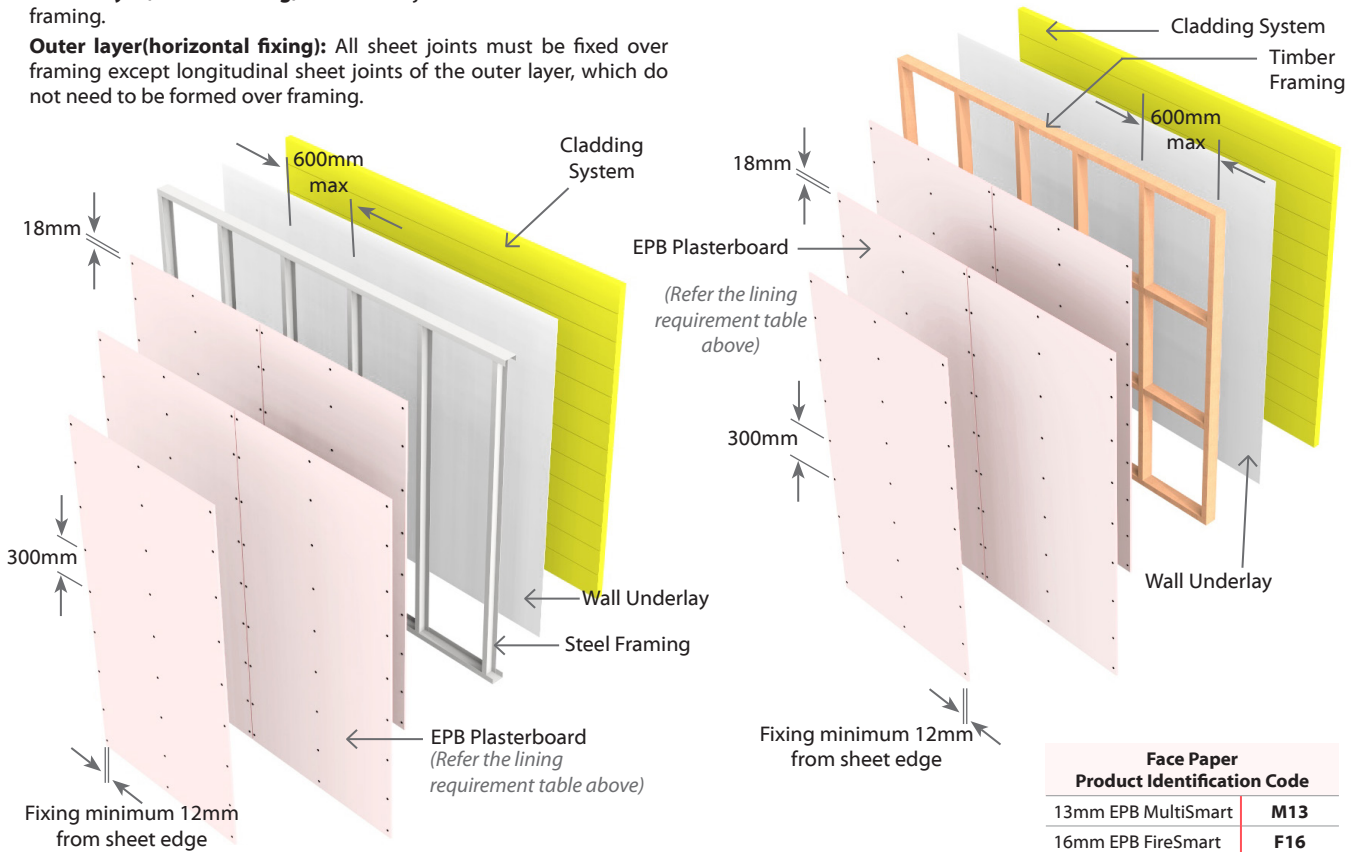 framing.
Outer layer(horizontal fixing): All sheet joints must be fixed over
framing except longitudinal sheet joints of the outer layer, which do
not need to be formed over framing.
Cladding
System
600mm
max
18mm
300mm
Wall Underlay
Steel Framing
EPB Plasterboard
(Refer the lining
requirement table above)
Fixing minimum 12mm
from sheet edge
Cladding System
Timber
Framing
600mm
max
18mm
EPB Plasterboard
(Refer the lining
requirement table
above)
300mm
Wall Underlay
Fixing minimum 12mm
from sheet edge
Face Paper
Product Identification Code
13mm EPB MultiSmart M13
16mm EPB FireSmart F16